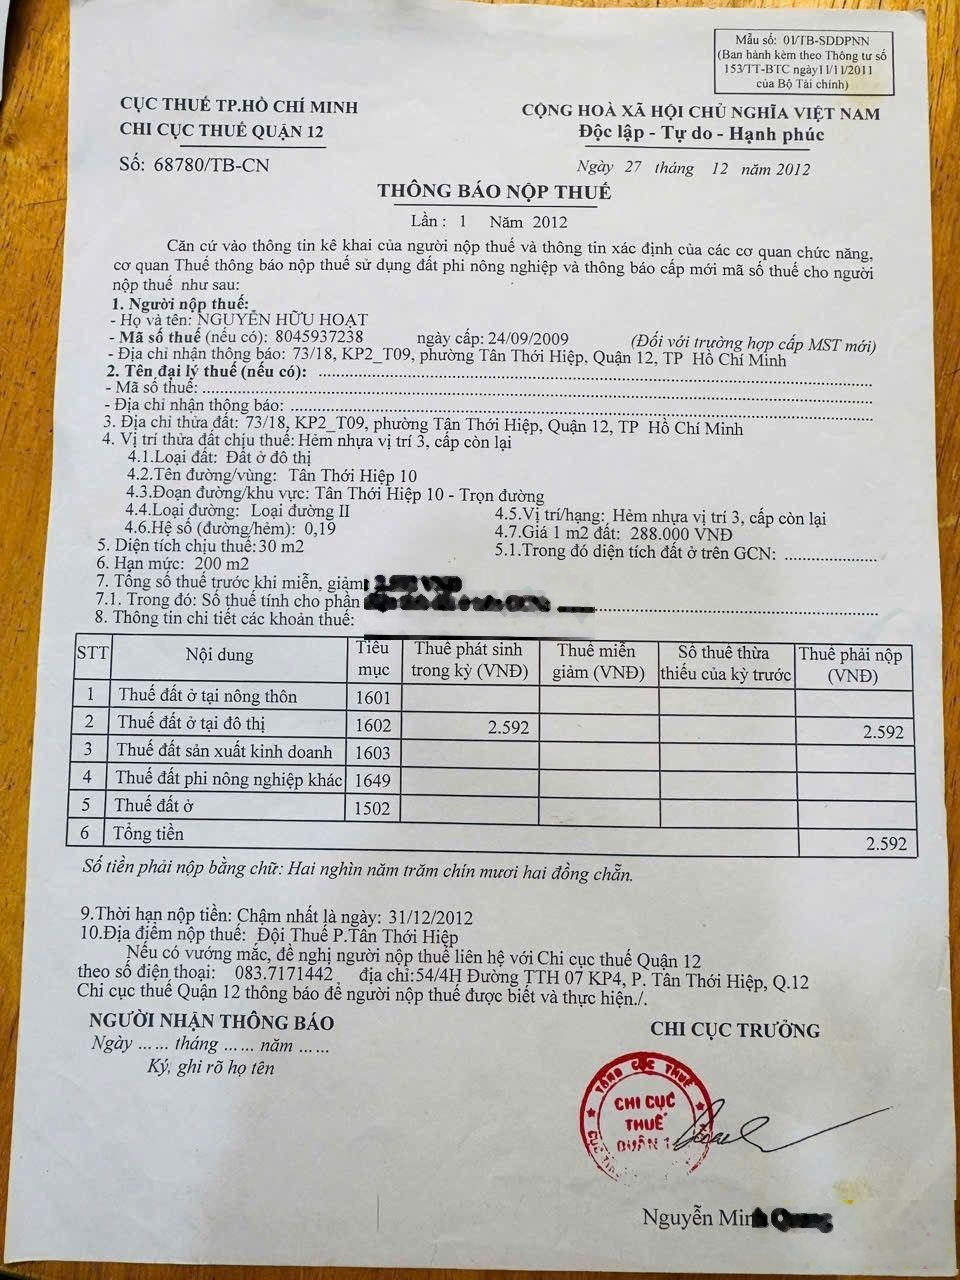 Mẫu số: 01/TB-SDDPNN
(Ban hành kèm theo Thông tư số
153/TT-BTC ngày11/11/2011
của Bộ Tài chính)
CỤC THUẾ TP.HỒ CHÍ MINH
CHI CỤC THUẾ QUẬN 12
Số: 68780/TB-CN
CỘNG HOÀ XÃ HỘI CHỦ NGHĨA VIỆT NAM
Độc lập - Tự do - Hạnh phúc
Ngày 27 tháng 12 năm 2012
THÔNG BÁO NỘP THUẾ
Lần : 1 Năm 2012
Căn cứ vào thông tin kê khai của người nộp thuế và thông tin xác định của các cơ quan chức năng,
cơ quan Thuế thông báo nộp thuế sử dụng đất phi nông nghiệp và thông báo cấp mới mã số thuế cho người
nộp thuế như sau:
1. Người nộp thuế:
- Họ và tên: NGUYỄN HỮU HOẠT
- Mã số thuế (nếu có): 8045937238 ngày cấp: 24/09/2009 (Đối với trường hợp cấp MST mới)
- Địa chỉ nhận thông báo: 73/18, KP2_T09, phường Tân Thới Hiệp, Quận 12, TP Hồ Chí Minh
2. Tên đại lý thuế (nếu có): ........
- Mã số thuế: ........
- Địa chỉ nhận thông báo: ........
3. Địa chỉ thửa đất: 73/18, KP2_T09, phường Tân Thới Hiệp, Quận 12, TP Hồ Chí Minh
4. Vị trí thửa đất chịu thuế: Hẻm nhựa vị trí 3, cấp còn lại
4.1.Loại đất: Đất ở đô thị
4.2.Tên đường/vùng: Tân Thới Hiệp 10
4.3.Đoạn đường/khu vực: Tân Thới Hiệp 10 - Trọn đường
4.4.Loại đường: Loại đường II 4.5.Vị trí/hạng: Hẻm nhựa vị trí 3, cấp còn lại
4.6.Hệ số (đường/hẻm): 0,19 4.7.Giá 1 m2 đất: 288.000 VNĐ
5. Diện tích chịu thuế: 30 m2 5.1.Trong đó diện tích đất ở trên GCN: ........
6. Hạn mức: 200 m2
7. Tổng số thuế trước khi miễn, giảm:
7.1. Trong đó: Số thuế tính cho phần
8. Thông tin chi tiết các khoản thuế:
STT Nội dung Tiểu mục Thuế phát sinh trong kỳ (VNĐ) Thuế miễn giảm (VNĐ) Số thuế thừa thiếu của kỳ trước Thuế phải nộp (VNĐ)
1 Thuế đất ở tại nông thôn 1601
2 Thuế đất ở tại đô thị 1602 2.592 2.592
3 Thuế đất sản xuất kinh doanh 1603
4 Thuế đất phi nông nghiệp khác 1649
5 Thuế đất ở 1502
6 Tổng tiền 2.592
Số tiền phải nộp bằng chữ: Hai nghìn năm trăm chín mươi hai đồng chẵn.
9.Thời hạn nộp tiền: Chậm nhất là ngày: 31/12/2012
10.Địa điểm nộp thuế: Đội Thuế P.Tân Thới Hiệp
Nếu có vướng mắc, đề nghị người nộp thuế liên hệ với Chi cục thuế Quận 12
theo số điện thoại: 083.7171442 địa chỉ:54/4H Đường TTH 07 KP4, P. Tân Thới Hiệp, Q.12
Chi cục thuế Quận 12 thông báo để người nộp thuế được biết và thực hiện./.
NGƯỜI NHẬN THÔNG BÁO
Ngày ...... tháng ...... năm ......
Ký, ghi rõ họ tên
CHI CỤC TRƯỞNG
TỔNG CỤC THUẾ
CHI CỤC
THUẾ
QUẬN 1
Nguyễn Minh